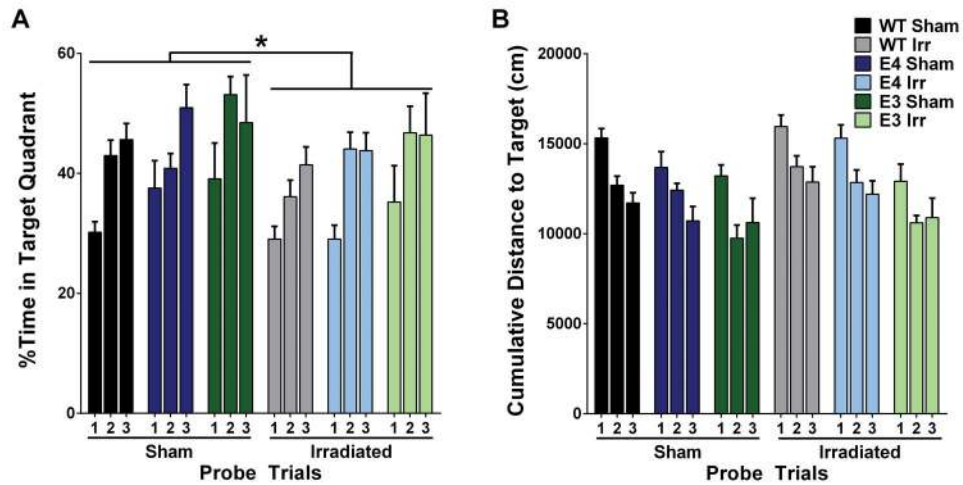 A
*
%Time in Target Quadrant
60
40
20
0
1 2 3 1 2 3 1 2 3 1 2 3 1 2 3 1 2 3
Sham Irradiated
Probe Trials
B
WT Sham
WT Irr
E4 Sham
E4 Irr
E3 Sham
E3 Irr
Cumulative Distance to Target (cm)
20000
15000
10000
5000
0
1 2 3 1 2 3 1 2 3 1 2 3 1 2 3 1 2 3
Sham Irradiated
Probe Trials